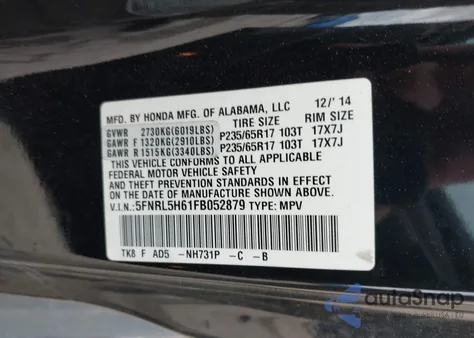 MFD. BY HONDA MFG. OF ALABAMA, LLC 12/'14
TIRE SIZE RIM SIZE
GVWR 2730KG(6019LBS)
GAWR F 1320KG(2910LBS) P235/65R17 103T 17X7J
GAWR R 1515KG(3340LBS) P235/65R17 103T 17X7J
THIS VEHICLE CONFORMS TO ALL APPLICABLE
FEDERAL MOTOR VEHICLE SAFETY
STANDARDS IN EFFECT
ON THE DATE OF MANUFACTURE SHOWN ABOVE.
V.I.N.: 5FNRL5H61FB052879 TYPE: MPV
TK8 F AD5 -NH731P -C -B
autoSnap